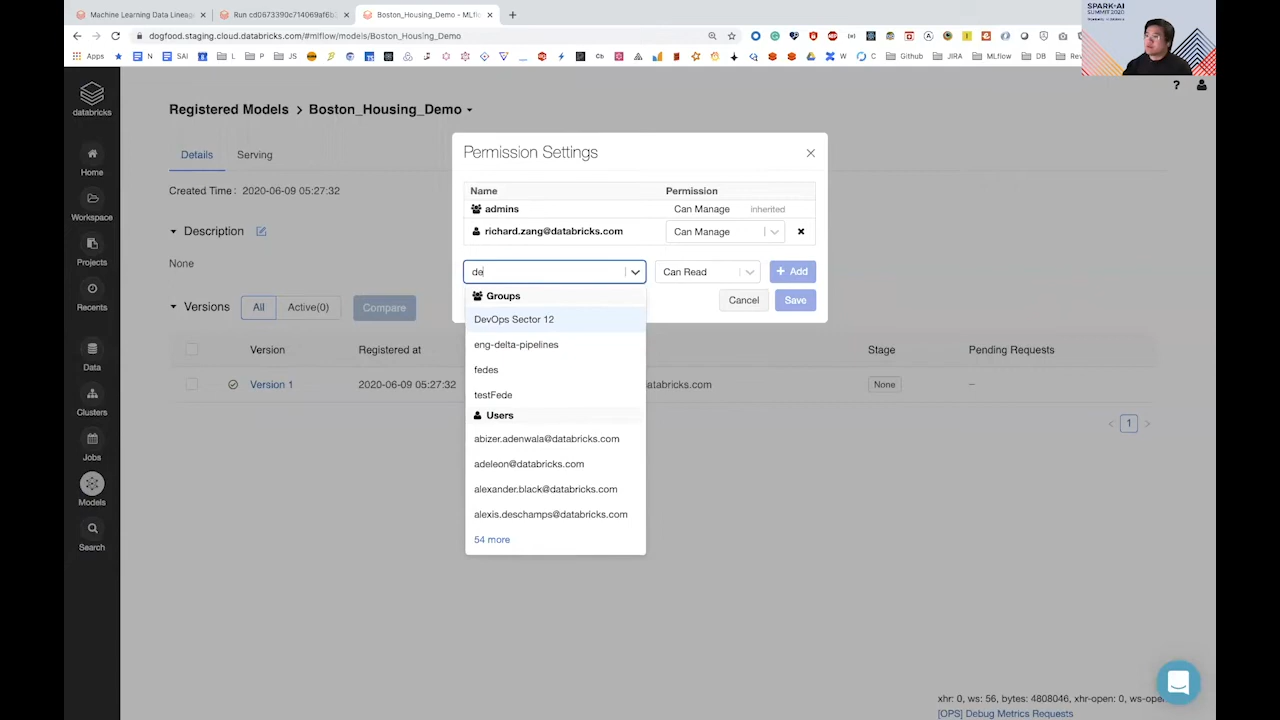 Machine Learning Data Lineag
Run cd0673390c714069af6b
Boston_Housing_Demo - MLfl
SPARK+AI
SUMMIT 2020
dogfood.staging.cloud.databricks.com/#mlflow/models/Boston_Housing_Demo
Apps
N
SAI
L
P
JS
W
C
Github
JIRA
MLflow
DB
Rev
databricks
Home
Workspace
Projects
Recents
Data
Clusters
Jobs
Models
Search
Registered Models > Boston_Housing_Demo
?
Details
Serving
Created Time : 2020-06-09 05:27:32
Description
None
Versions
All
Active(0)
Compare
Version
Registered at
Stage
Pending Requests
Version 1
2020-06-09 05:27:32
atabricks.com
None
–
< 1 >
Permission Settings
Name
Permission
admins
Can Manage
inherited
richard.zang@databricks.com
Can Manage
de
Can Read
+ Add
Cancel
Save
Groups
DevOps Sector 12
eng-delta-pipelines
fedes
testFede
Users
abizer.adenwala@databricks.com
adeleon@databricks.com
alexander.black@databricks.com
alexis.deschamps@databricks.com
54 more
xhr: 0, ws: 56, bytes: 4808046, xhr-open: 0, ws-open
[OPS] Debug Metrics Requests